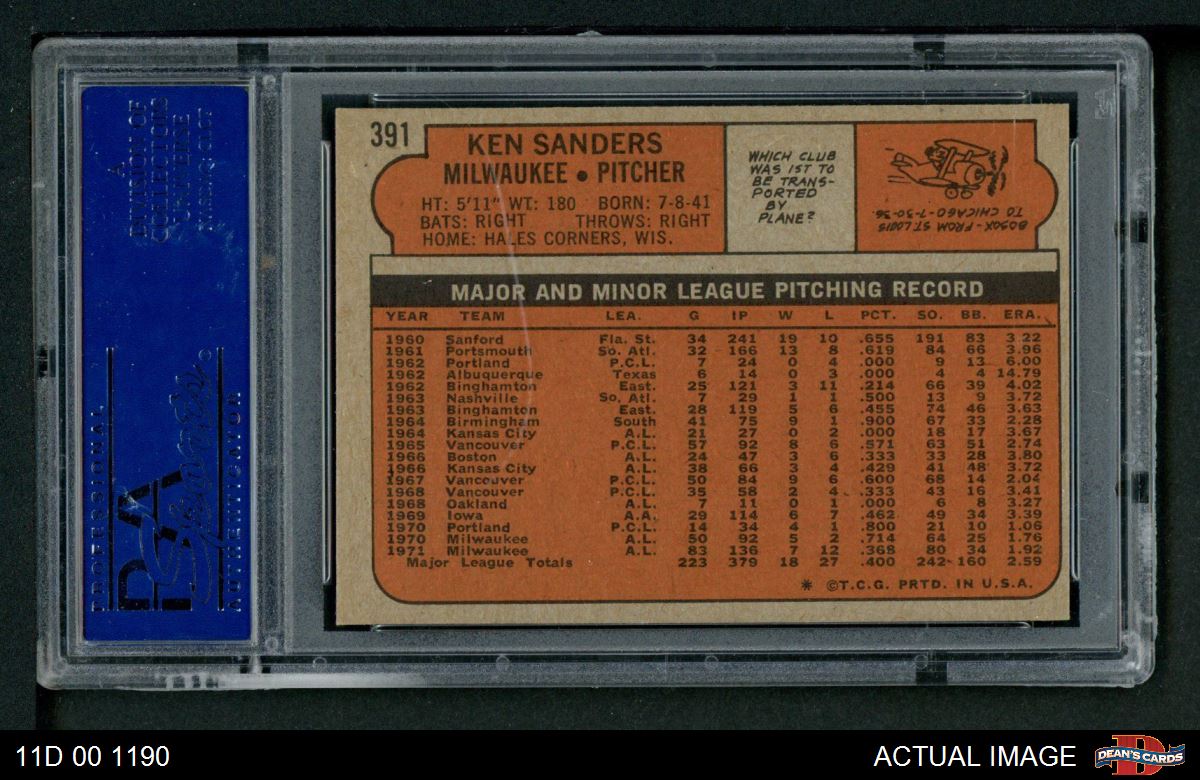 A
DIVISION OF
COLLECTORS
UNIVERSE
NASDAQ: CLCT
PROFESSIONAL
PSA
AUTHENTICATOR
391
KEN SANDERS
MILWAUKEE • PITCHER
HT: 5'11" WT: 180 BORN: 7-8-41
BATS: RIGHT THROWS: RIGHT
HOME: HALES CORNERS, WIS.
WHICH CLUB
WAS 1ST TO
BE TRANS-
PORTED
BY
PLANE?
BOSOX - FROM ST. LOUIS
TO CHICAGO - 7-30-36.
MAJOR AND MINOR LEAGUE PITCHING RECORD
YEAR TEAM LEA. G IP W L PCT. SO. BB. ERA.
1960 Sanford Fla. St. 34 241 19 10 .655 191 83 3.22
1961 Portsmouth So. Atl. 32 166 13 8 .619 84 66 3.96
1962 Portland P.C.L. 7 24 0 4 .000 9 13 6.00
1962 Albuquerque Texas 6 14 0 3 .000 4 4 14.79
1962 Binghamton East. 25 121 3 11 .214 66 39 4.02
1963 Nashville So. Atl. 7 29 1 1 .500 13 9 3.72
1963 Binghamton East. 28 119 5 6 .455 74 46 3.63
1964 Birmingham South 41 75 9 1 .900 67 33 2.28
1964 Kansas City A.L. 21 27 0 2 .000 18 17 3.67
1965 Vancouver P.C.L. 57 92 8 6 .571 63 51 2.74
1966 Boston A.L. 24 47 3 6 .333 33 28 3.80
1966 Kansas City A.L. 38 66 3 4 .429 41 48 3.72
1967 Vancouver P.C.L. 50 84 9 6 .600 68 14 2.04
1968 Vancouver P.C.L. 35 58 2 4 .333 43 16 3.41
1968 Oakland A.L. 7 11 0 1 .000 6 8 3.27
1969 Iowa A.A. 29 114 6 7 .462 49 34 3.39
1970 Portland P.C.L. 14 34 4 1 .800 21 10 1.06
1970 Milwaukee A.L. 50 92 5 2 .714 64 25 1.76
1971 Milwaukee A.L. 83 136 7 12 .368 80 34 1.92
Major League Totals 223 379 18 27 .400 242 160 2.59
* ©T.C.G. PRTD. IN U.S.A.
11D 00 1190
ACTUAL IMAGE
DEAN'S CARDS